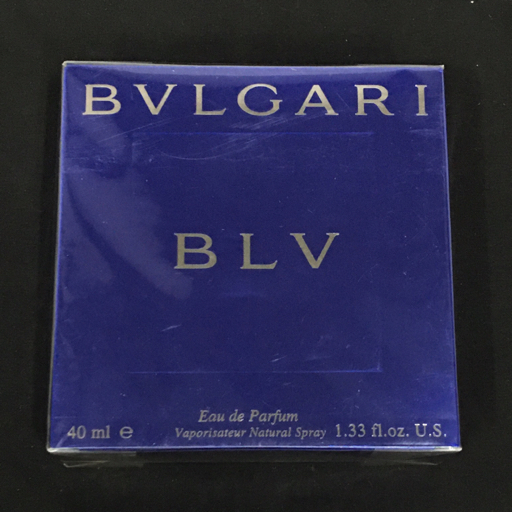 BVLGARI
BLV
Eau de Parfum
40 ml ℮ Vaporisateur Natural Spray 1.33 fl.oz. U.S.